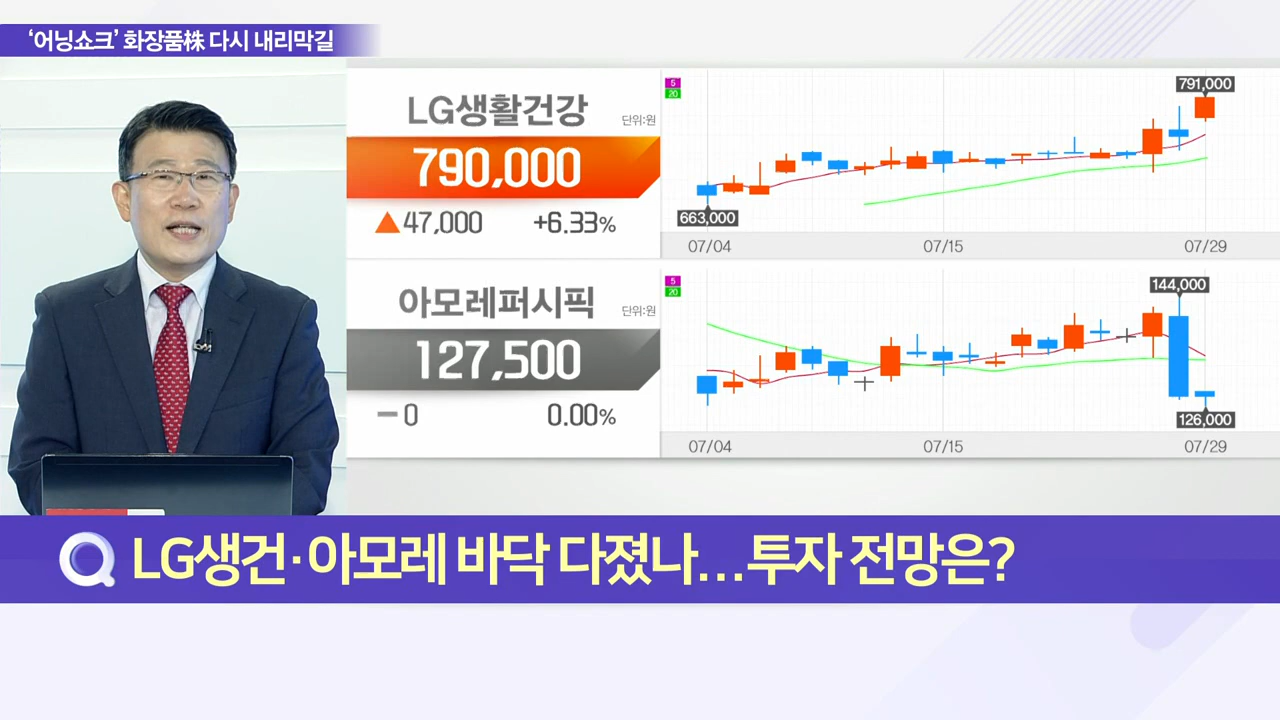 ‘어닝쇼크’ 화장품株 다시 내리막길
LG생활건강
단위:원
790,000
▲47,000 +6.33%
5
20
791,000
663,000
07/04 07/15 07/29
아모레퍼시픽
단위:원
127,500
− 0 0.00%
5
20
144,000
126,000
07/04 07/15 07/29
Q LG생건·아모레 바닥 다졌나…투자 전망은?